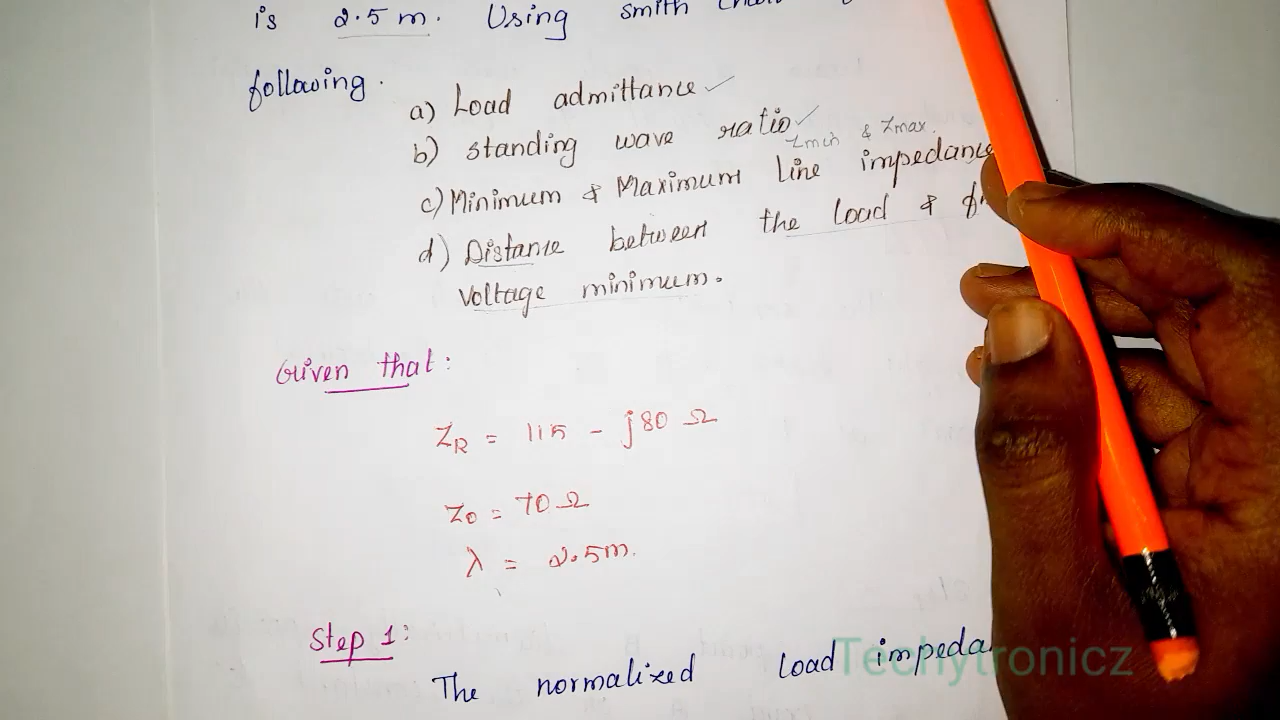 is 2.5 m. Using smith
following.
a) Load admittance ✓
b) standing wave ratio ✓
Zmin & Zmax.
c) Minimum & Maximum line impedance
d) Distance between the load &
voltage minimum.
Given that:
ZR = 115 - j80 Ω
Z0 = 70 Ω
λ = 2.5m.
Step 1:
The normalized load
Techytronicz